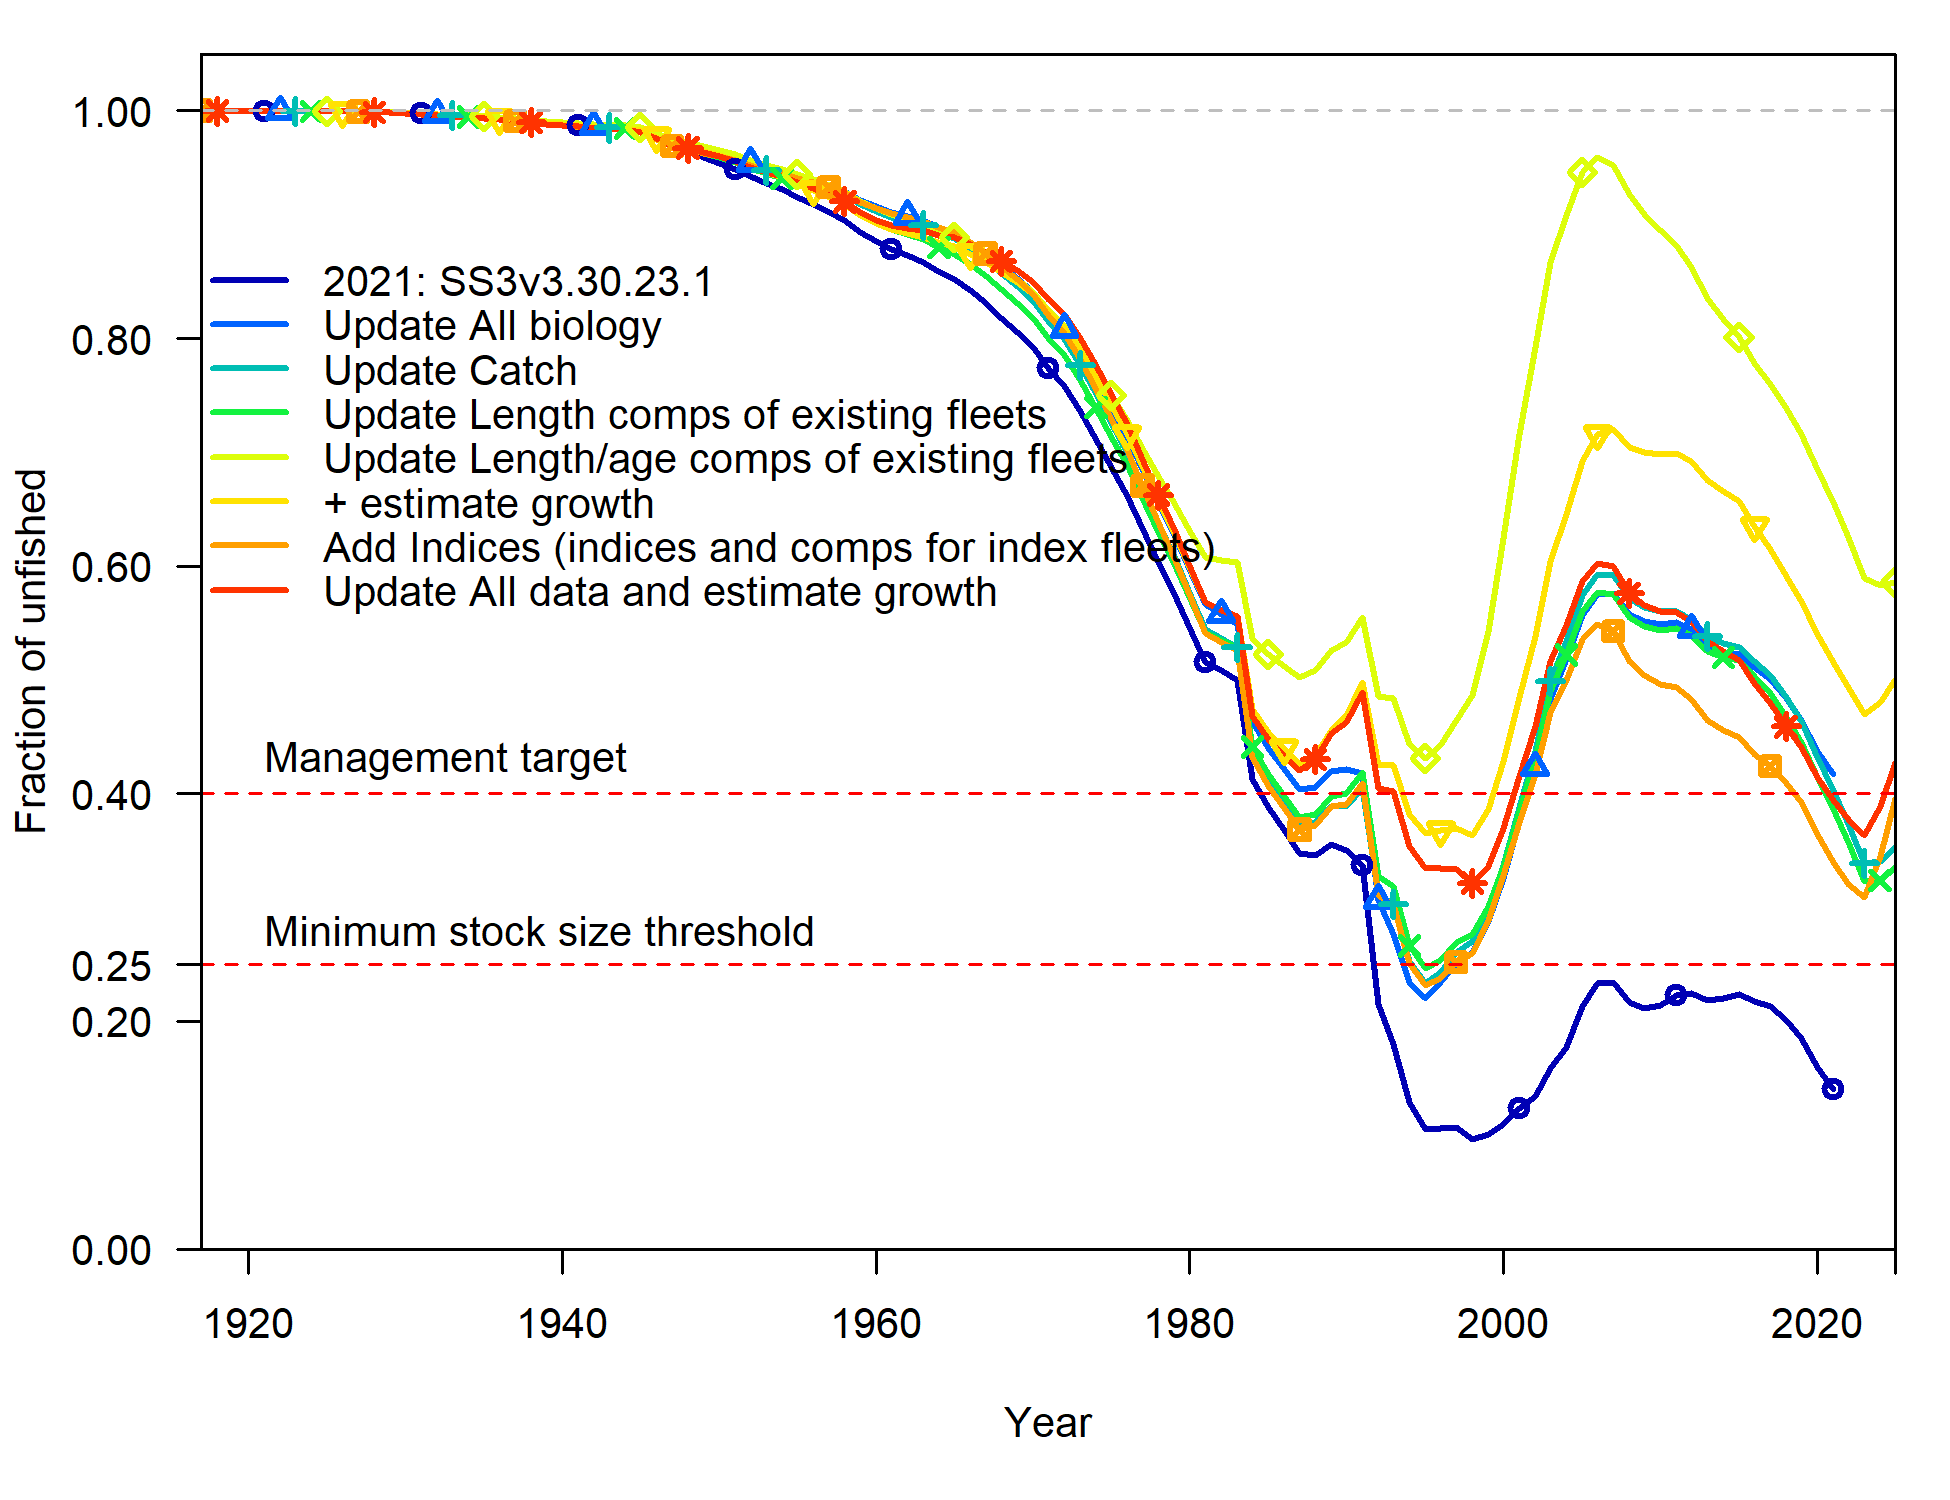 1.00
0.80
0.60
0.40
0.25
0.20
0.00
Fraction of unfished
2021: SS3v3.30.23.1
Update All biology
Update Catch
Update Length comps of existing fleets
Update Length/age comps of existing fleets
+ estimate growth
Add Indices (indices and comps for index fleets)
Update All data and estimate growth
Management target
Minimum stock size threshold
1920 1940 1960 1980 2000 2020
Year